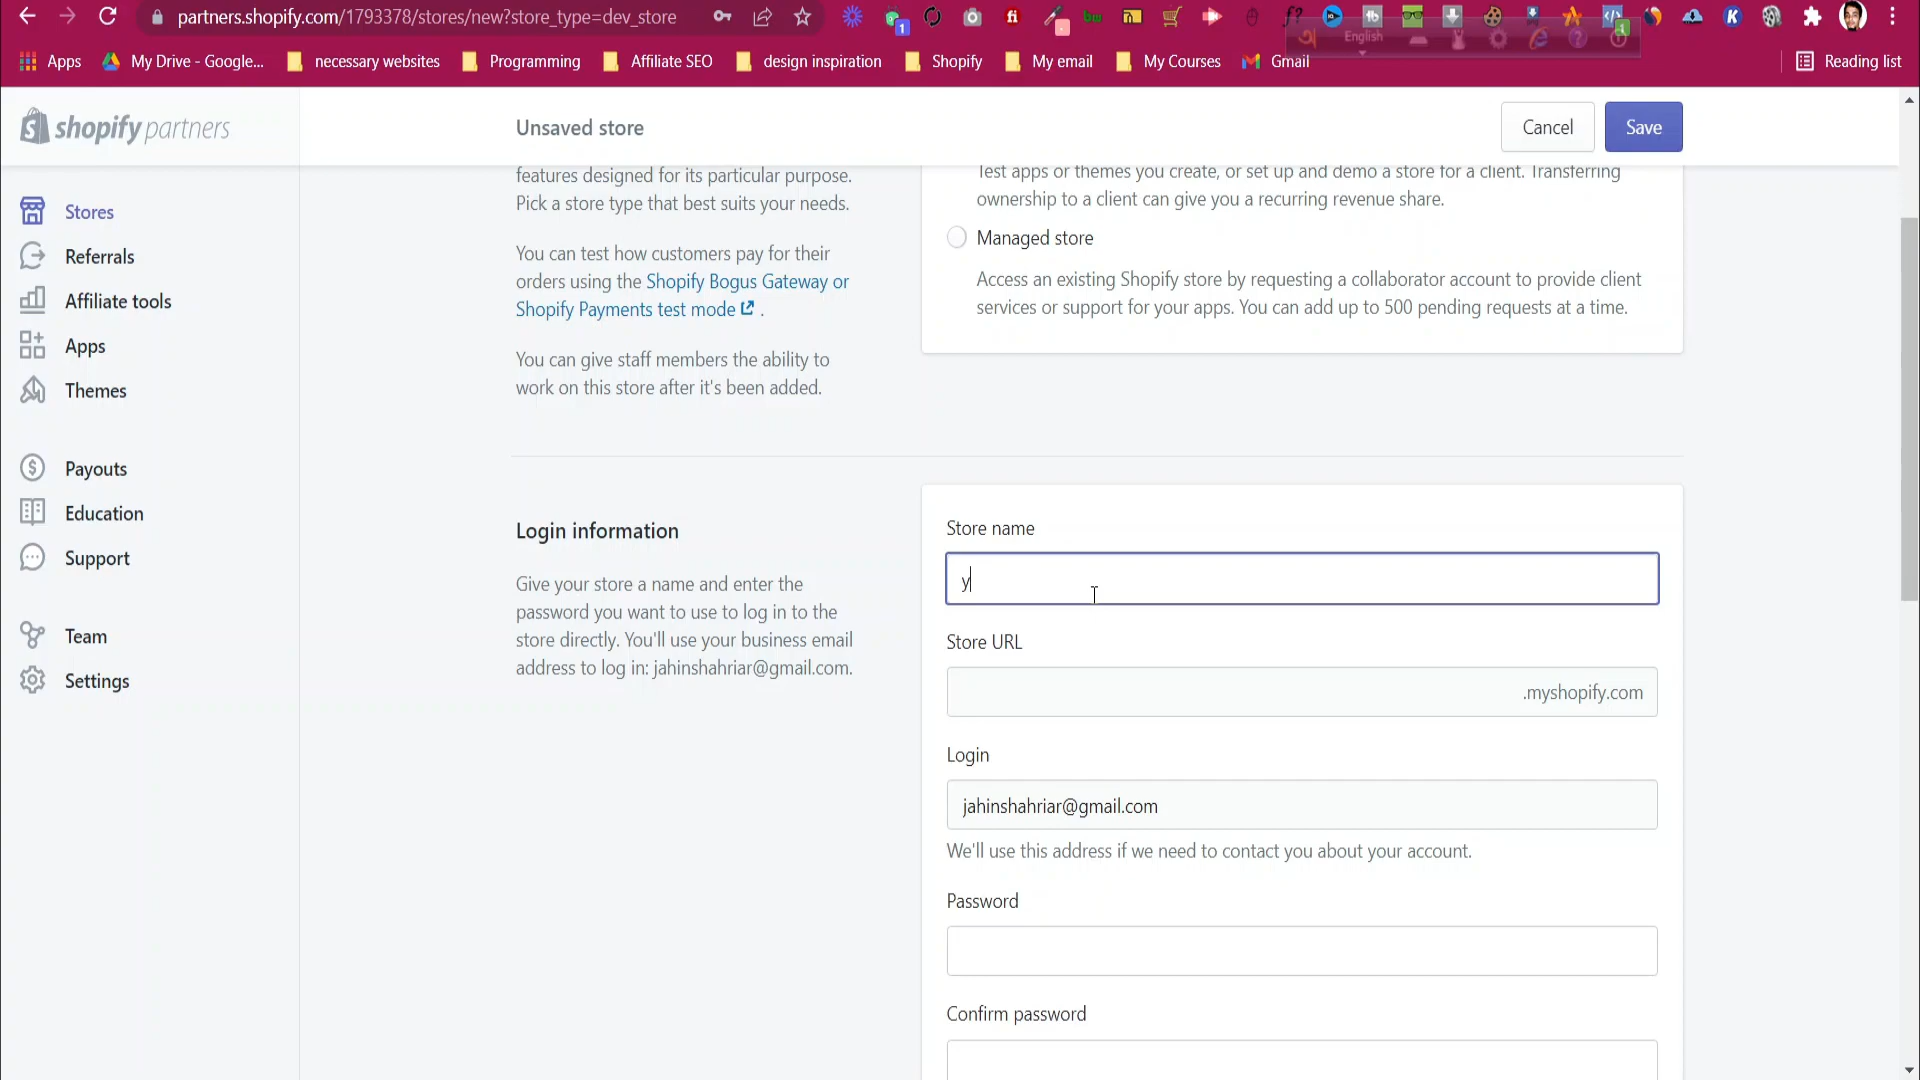 partners.shopify.com/1793378/stores/new?store_type=dev_store
English
Apps
My Drive - Google...
necessary websites
Programming
Affiliate SEO
design inspiration
Shopify
My email
My Courses
Gmail
Reading list
shopify partners
Unsaved store
Cancel
Save
Stores
Referrals
Affiliate tools
Apps
Themes
Payouts
Education
Support
Team
Settings
features designed for its particular purpose.
Pick a store type that best suits your needs.
You can test how customers pay for their
orders using the Shopify Bogus Gateway or
Shopify Payments test mode .
You can give staff members the ability to
work on this store after it's been added.
Test apps or themes you create, or set up and demo a store for a client. Transferring
ownership to a client can give you a recurring revenue share.
Managed store
Access an existing Shopify store by requesting a collaborator account to provide client
services or support for your apps. You can add up to 500 pending requests at a time.
Login information
Give your store a name and enter the
password you want to use to log in to the
store directly. You'll use your business email
address to log in: jahinshahriar@gmail.com.
Store name
y
Store URL
.myshopify.com
Login
jahinshahriar@gmail.com
We'll use this address if we need to contact you about your account.
Password
Confirm password